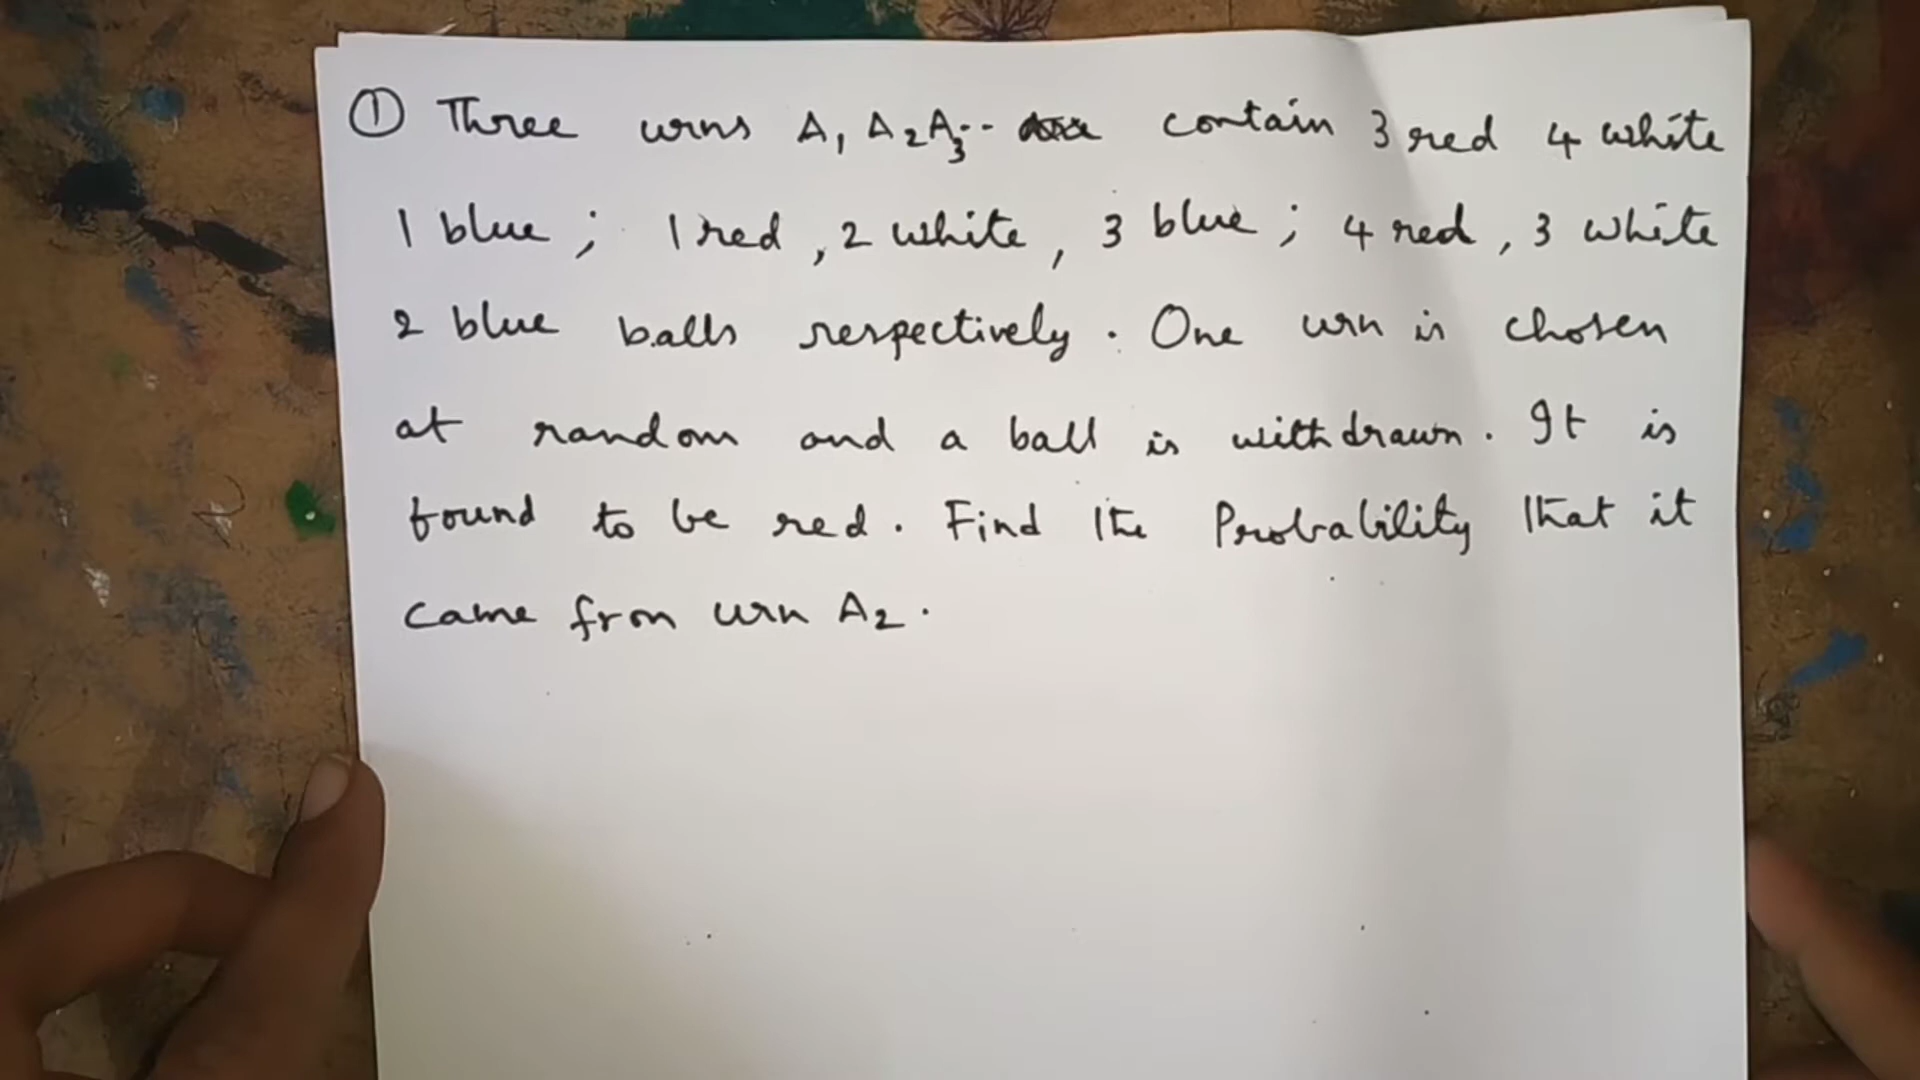 ① Three urns A₁ A₂A₃.. contain 3 red 4 white
1 blue ; 1 red , 2 white , 3 blue ; 4 red , 3 white
2 blue balls respectively . One urn is chosen
at random and a ball is withdrawn . It is
found to be red . Find the Probability that it
came from urn A₂ .